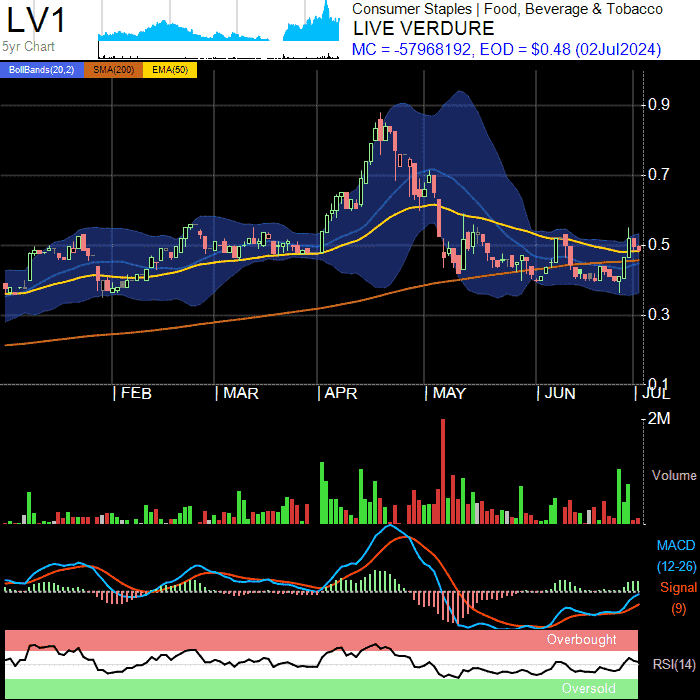 LV1
5yr Chart
Consumer Staples | Food, Beverage & Tobacco
LIVE VERDURE
MC = -57968192, EOD = $0.48 (02Jul2024)
BollBands(20,2) SMA(200) EMA(50)
0.9
0.7
0.5
0.3
0.1
FEB MAR APR MAY JUN JUL
2M
Volume
MACD
(12-26)
Signal
(9)
Overbought
RSI(14)
Oversold